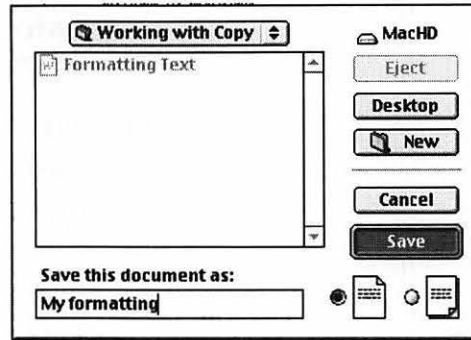 Working with Copy
MacHD
Formatting Text
Eject
Desktop
New
Cancel
Save
Save this document as:
My formatting